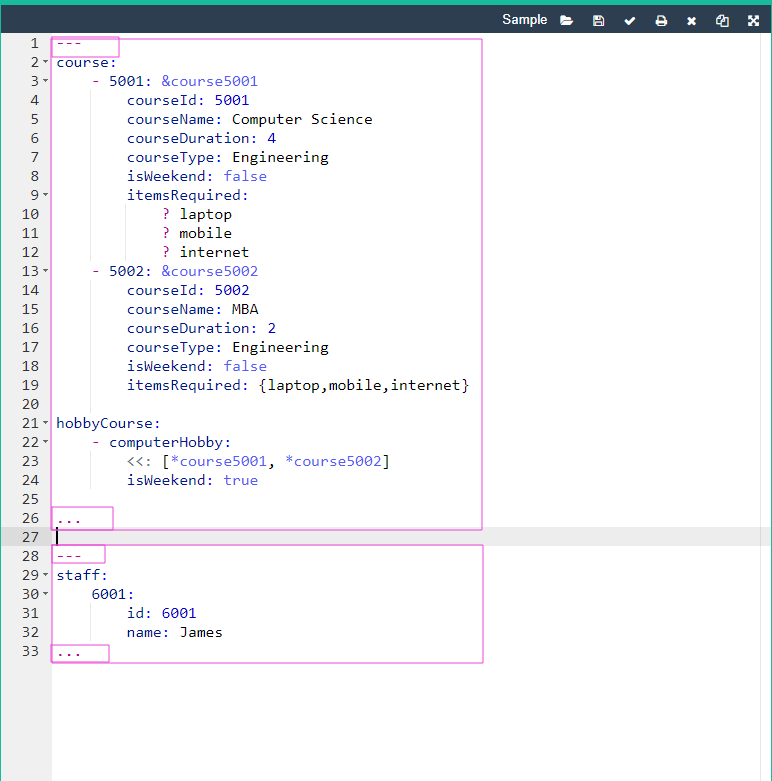 Sample
1 ---
2 course:
3     - 5001: &course5001
4         courseId: 5001
5         courseName: Computer Science
6         courseDuration: 4
7         courseType: Engineering
8         isWeekend: false
9         itemsRequired:
10             ? laptop
11             ? mobile
12             ? internet
13     - 5002: &course5002
14         courseId: 5002
15         courseName: MBA
16         courseDuration: 2
17         courseType: Engineering
18         isWeekend: false
19         itemsRequired: {laptop,mobile,internet}
20
21 hobbyCourse:
22     - computerHobby:
23         <<: [*course5001, *course5002]
24         isWeekend: true
25
26 ...
27
28 ---
29 staff:
30     6001:
31         id: 6001
32         name: James
33 ...